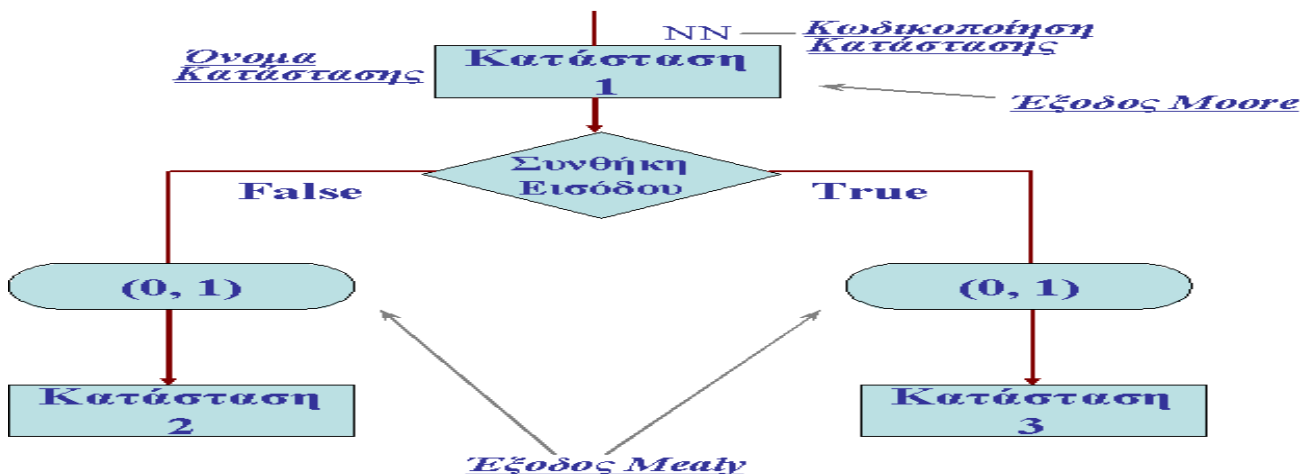 NN
Κωδικοποίηση
Κατάστασης
Όνομα
Κατάστασης
Κατάσταση
1
Έξοδος Moore
Συνθήκη
Εισόδου
False
True
(0, 1)
(0, 1)
Κατάσταση
2
Κατάσταση
3
Έξοδος Mealy